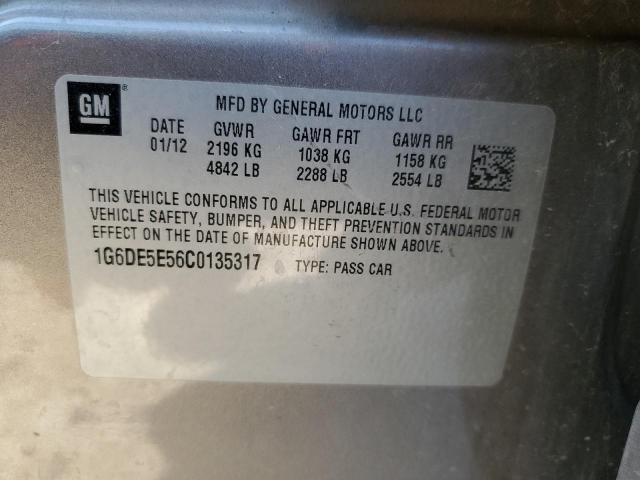 GM®
MFD BY GENERAL MOTORS LLC
DATE GVWR GAWR FRT GAWR RR
01/12 2196 KG 1038 KG 1158 KG
4842 LB 2288 LB 2554 LB
THIS VEHICLE CONFORMS TO ALL APPLICABLE U.S. FEDERAL MOTOR
VEHICLE SAFETY, BUMPER, AND THEFT PREVENTION STANDARDS IN
EFFECT ON THE DATE OF MANUFACTURE SHOWN ABOVE.
1G6DE5E56C0135317 TYPE: PASS CAR